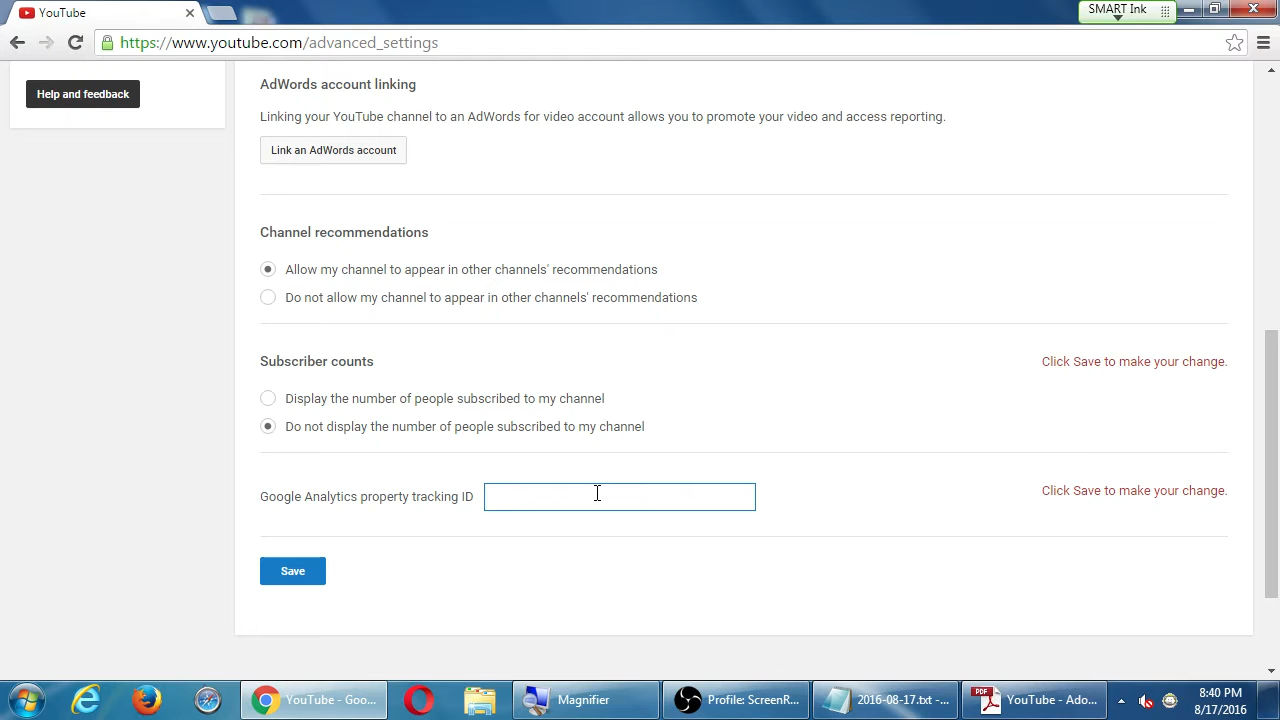 YouTube
SMART Ink
https://www.youtube.com/advanced_settings
Help and feedback
AdWords account linking
Linking your YouTube channel to an AdWords for video account allows you to promote your video and access reporting.
Link an AdWords account
Channel recommendations
Allow my channel to appear in other channels' recommendations
Do not allow my channel to appear in other channels' recommendations
Subscriber counts
Click Save to make your change.
Display the number of people subscribed to my channel
Do not display the number of people subscribed to my channel
Google Analytics property tracking ID
Click Save to make your change.
Save
YouTube - Goo...
Magnifier
Profile: ScreenR...
2016-08-17.txt -...
PDF
YouTube - Ado...
8:40 PM
8/17/2016